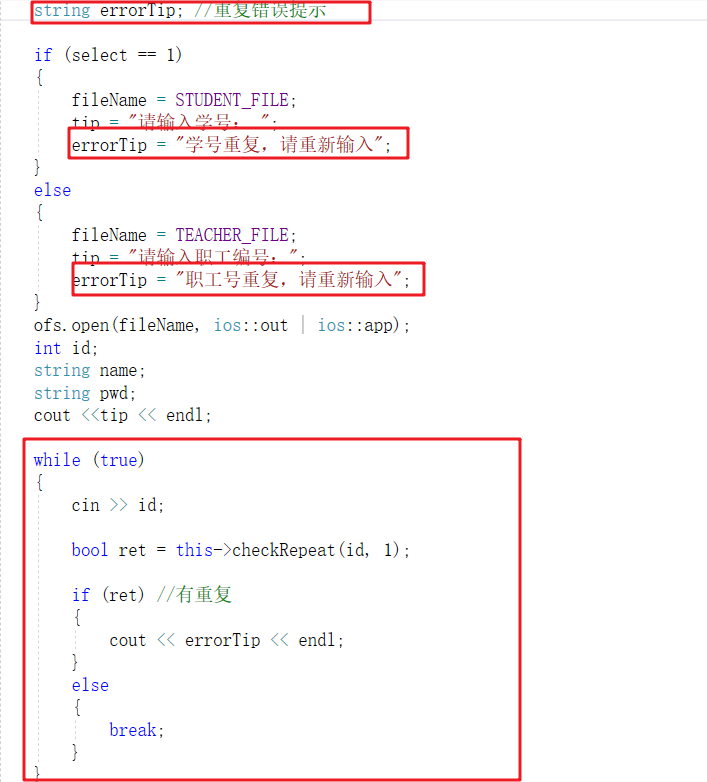 string errorTip; //重复错误提示
if (select == 1)
{
fileName = STUDENT_FILE;
tip = "请输入学号： ";
errorTip = "学号重复，请重新输入";
}
else
{
fileName = TEACHER_FILE;
tip = "请输入职工编号：";
errorTip = "职工号重复，请重新输入";
}
ofs.open(fileName, ios::out | ios::app);
int id;
string name;
string pwd;
cout <<tip << endl;
while (true)
{
cin >> id;
bool ret = this->checkRepeat(id, 1);
if (ret) //有重复
{
cout << errorTip << endl;
}
else
{
break;
}
}